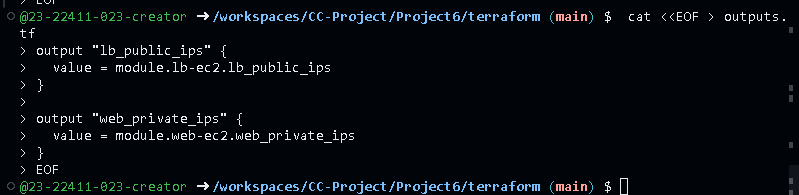 > EOF
@23-22411-023-creator ➜/workspaces/CC-Project/Project6/terraform (main) $  cat <<EOF > outputs.
tf
> output "lb_public_ips" {
>   value = module.lb-ec2.lb_public_ips
> }
>
> output "web_private_ips" {
>   value = module.web-ec2.web_private_ips
> }
> EOF
@23-22411-023-creator ➜/workspaces/CC-Project/Project6/terraform (main) $